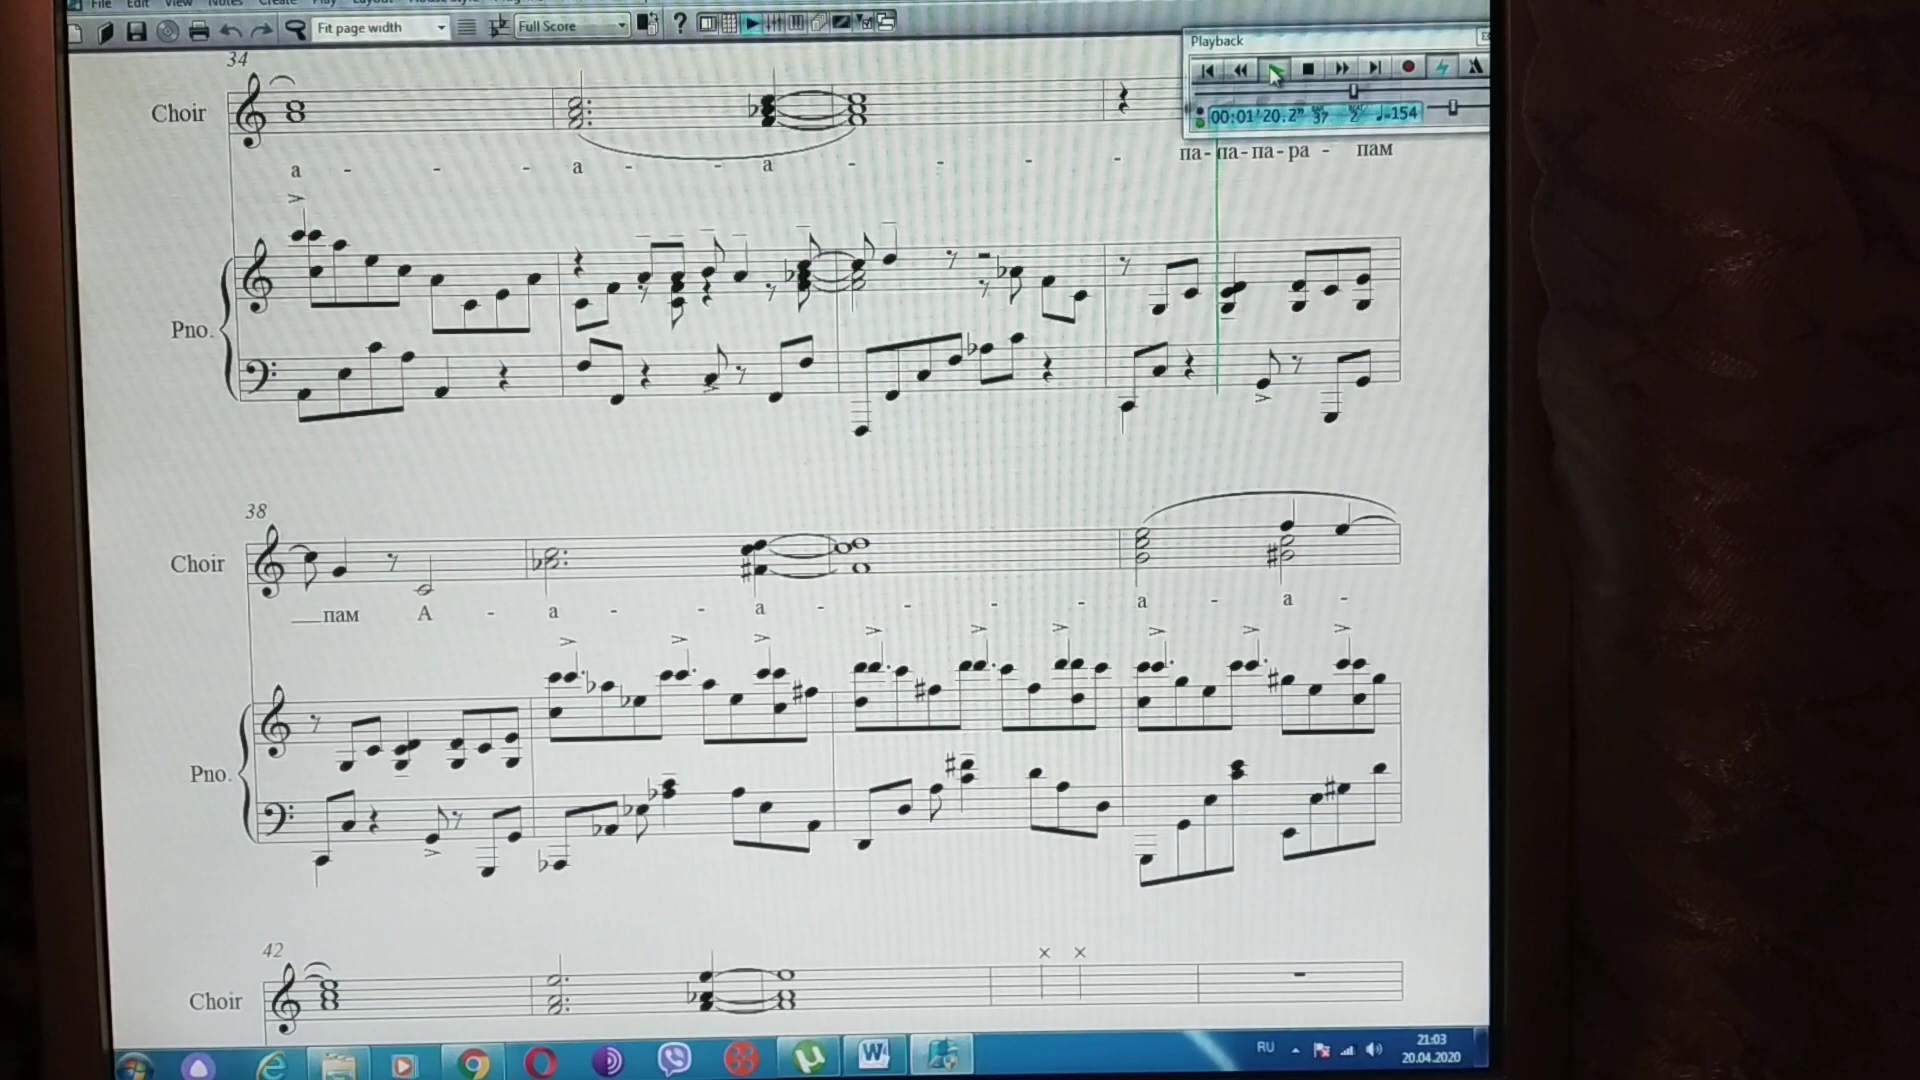 File Edit View Notes Create Play Layout
Fit page width Full Score
Playback
00:01'20.2" 37 2 ♩=154
34
Choir
а - - - а - - а - - - - па-па-па-ра - пам
Pno.
38
Choir
пам А - а - - а - - - - а - а -
Pno.
42
Choir
RU
21:03
20.04.2020